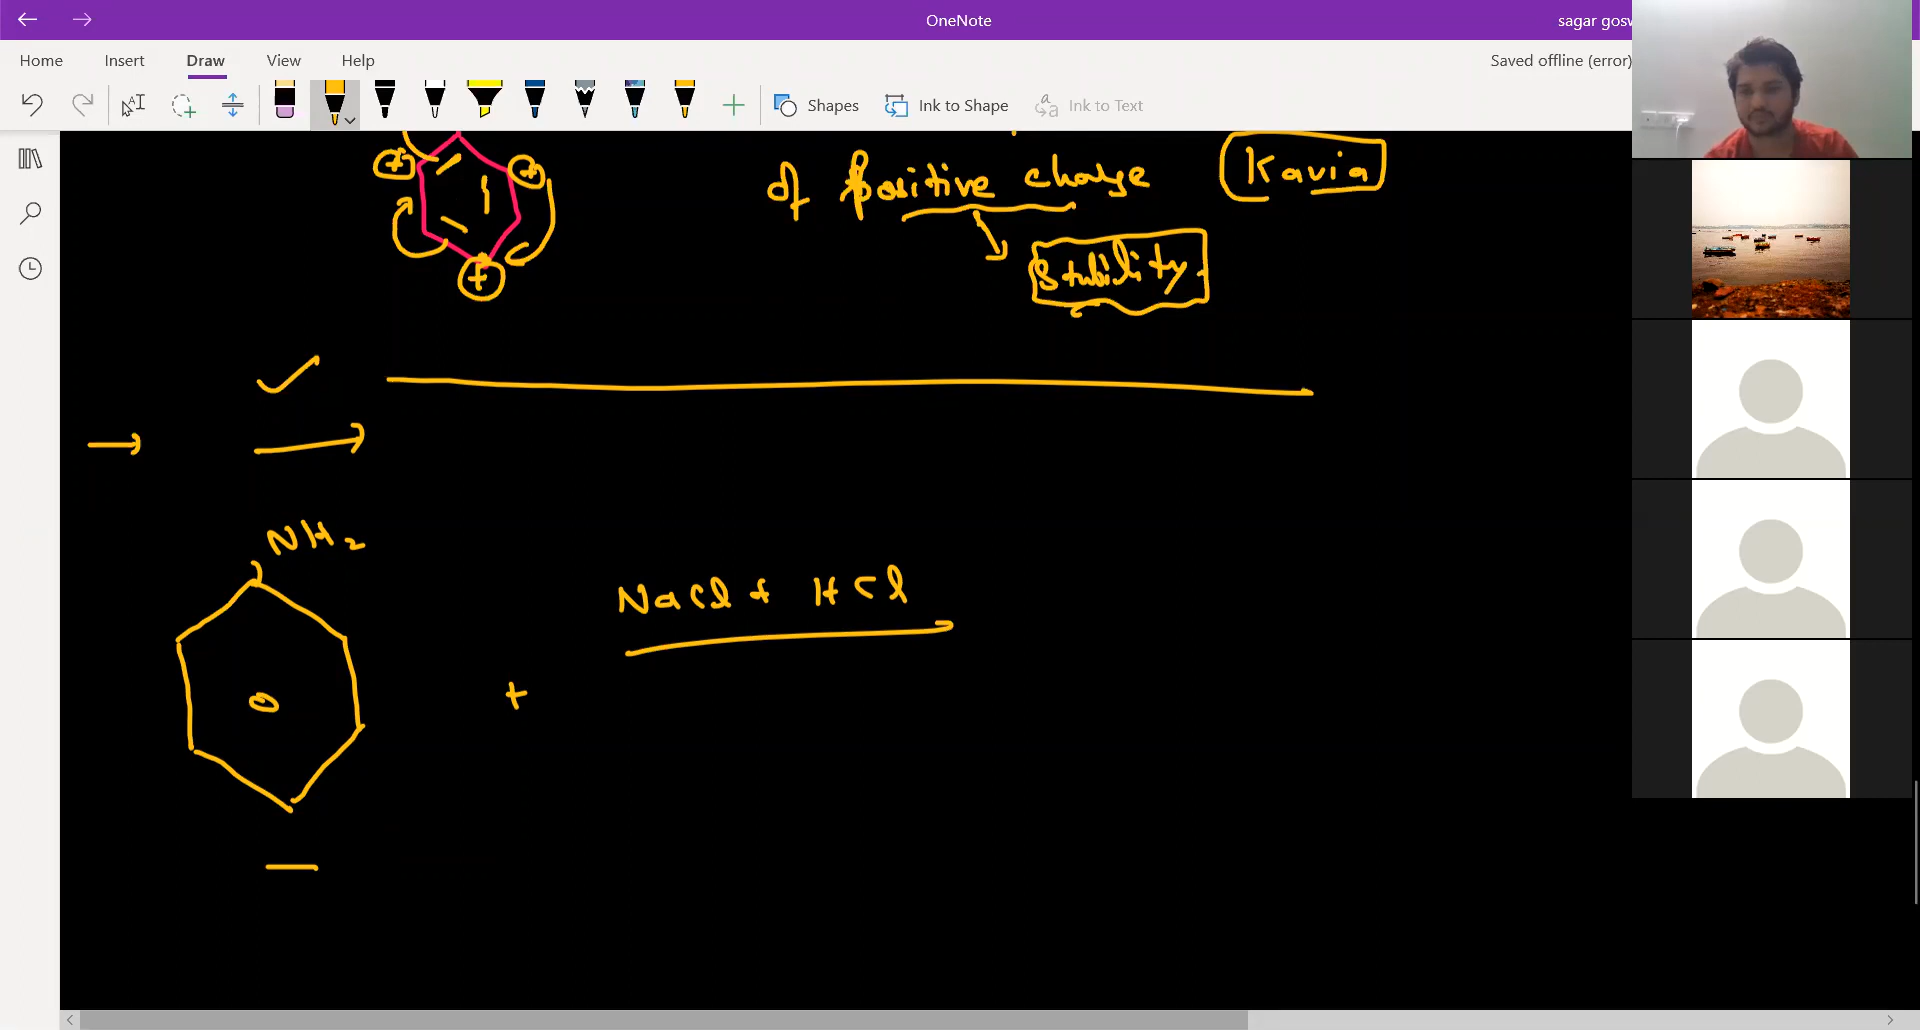 OneNote
sagar gosw
Home Insert Draw View Help
Saved offline (error)
Shapes Ink to Shape Ink to Text
of positive charge Kavia
Stability
NH2
NaCl + HCl
+